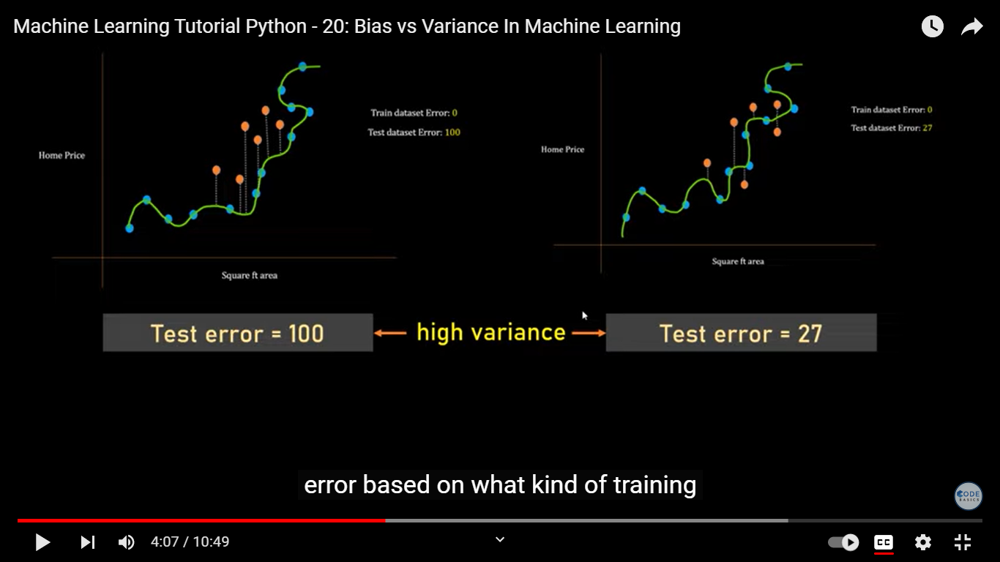 Machine Learning Tutorial Python - 20: Bias vs Variance In Machine Learning
Train dataset Error: 0
Test dataset Error: 100
Home Price
Square ft area
Train dataset Error: 0
Test dataset Error: 27
Home Price
Square ft area
Test error = 100
high variance
Test error = 27
error based on what kind of training
CODE
BASICS
4:07 / 10:49
CC